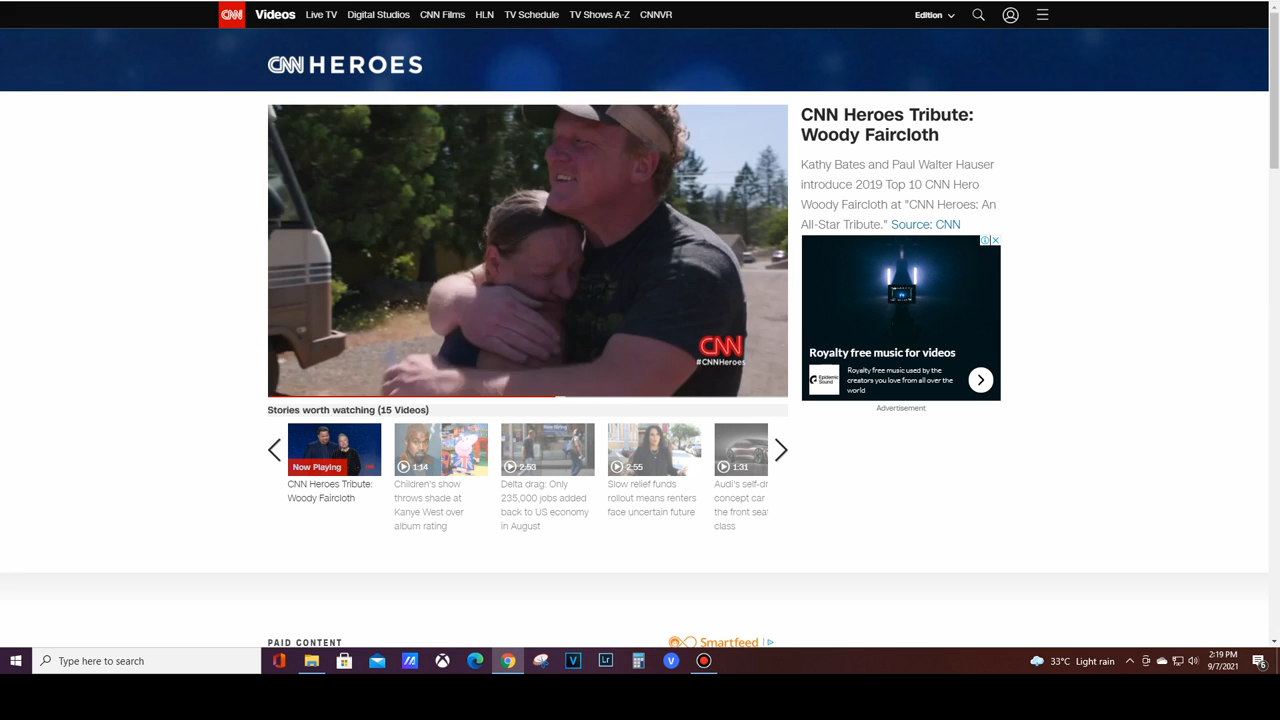 CNN
Videos
Live TV
Digital Studios
CNN Films
HLN
TV Schedule
TV Shows A-Z
CNNVR
Edition
CNN HEROES
CNN
#CNNHeroes
CNN Heroes Tribute:
Woody Faircloth
Kathy Bates and Paul Walter Hauser
introduce 2019 Top 10 CNN Hero
Woody Faircloth at "CNN Heroes: An
All-Star Tribute." Source: CNN
Royalty free music for videos
Epidemic
Sound
Royalty free music used by the
creators you love from all over the
world
Advertisement
Stories worth watching (15 Videos)
Now Playing
CNN Heroes Tribute:
Woody Faircloth
1:14
Children's show
throws shade at
Kanye West over
album rating
2:53
Delta drag: Only
235,000 jobs added
back to US economy
in August
2:55
Slow relief funds
rollout means renters
face uncertain future
1:31
Audi's self-dr
concept car
the front seat
class
PAID CONTENT
Smartfeed
Type here to search
Lr
33°C Light rain
2:19 PM
9/7/2021
6